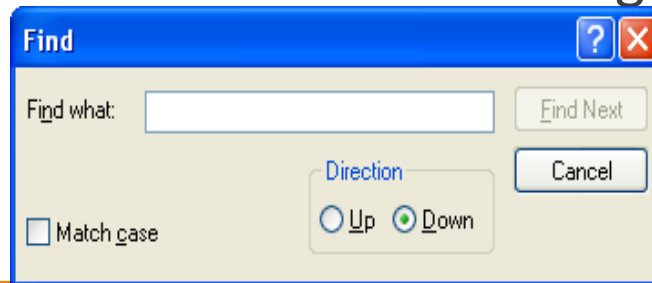 Find
Find what:
Find Next
Direction
Cancel
Up Down
Match case